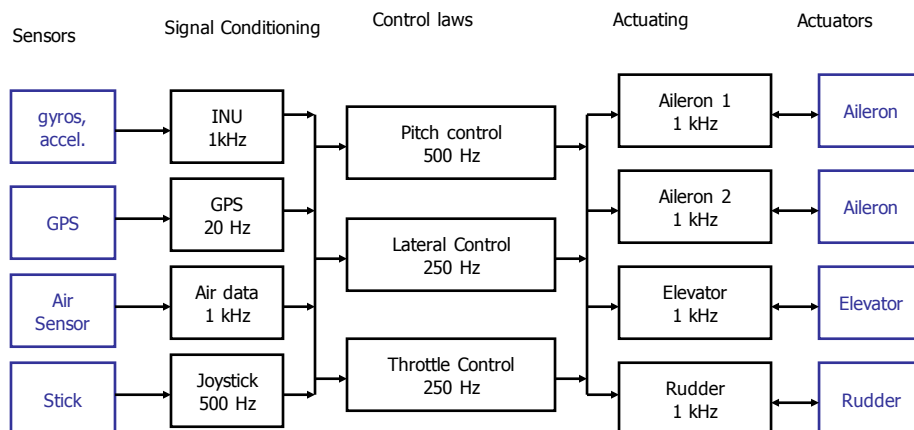 Sensors
Signal Conditioning
Control laws
Actuating
Actuators
gyros,
accel.
INU
1kHz
Pitch control
500 Hz
Aileron 1
1 kHz
Aileron
GPS
GPS
20 Hz
Lateral Control
250 Hz
Aileron 2
1 kHz
Aileron
Air
Sensor
Air data
1 kHz
Elevator
1 kHz
Elevator
Stick
Joystick
500 Hz
Throttle Control
250 Hz
Rudder
1 kHz
Rudder